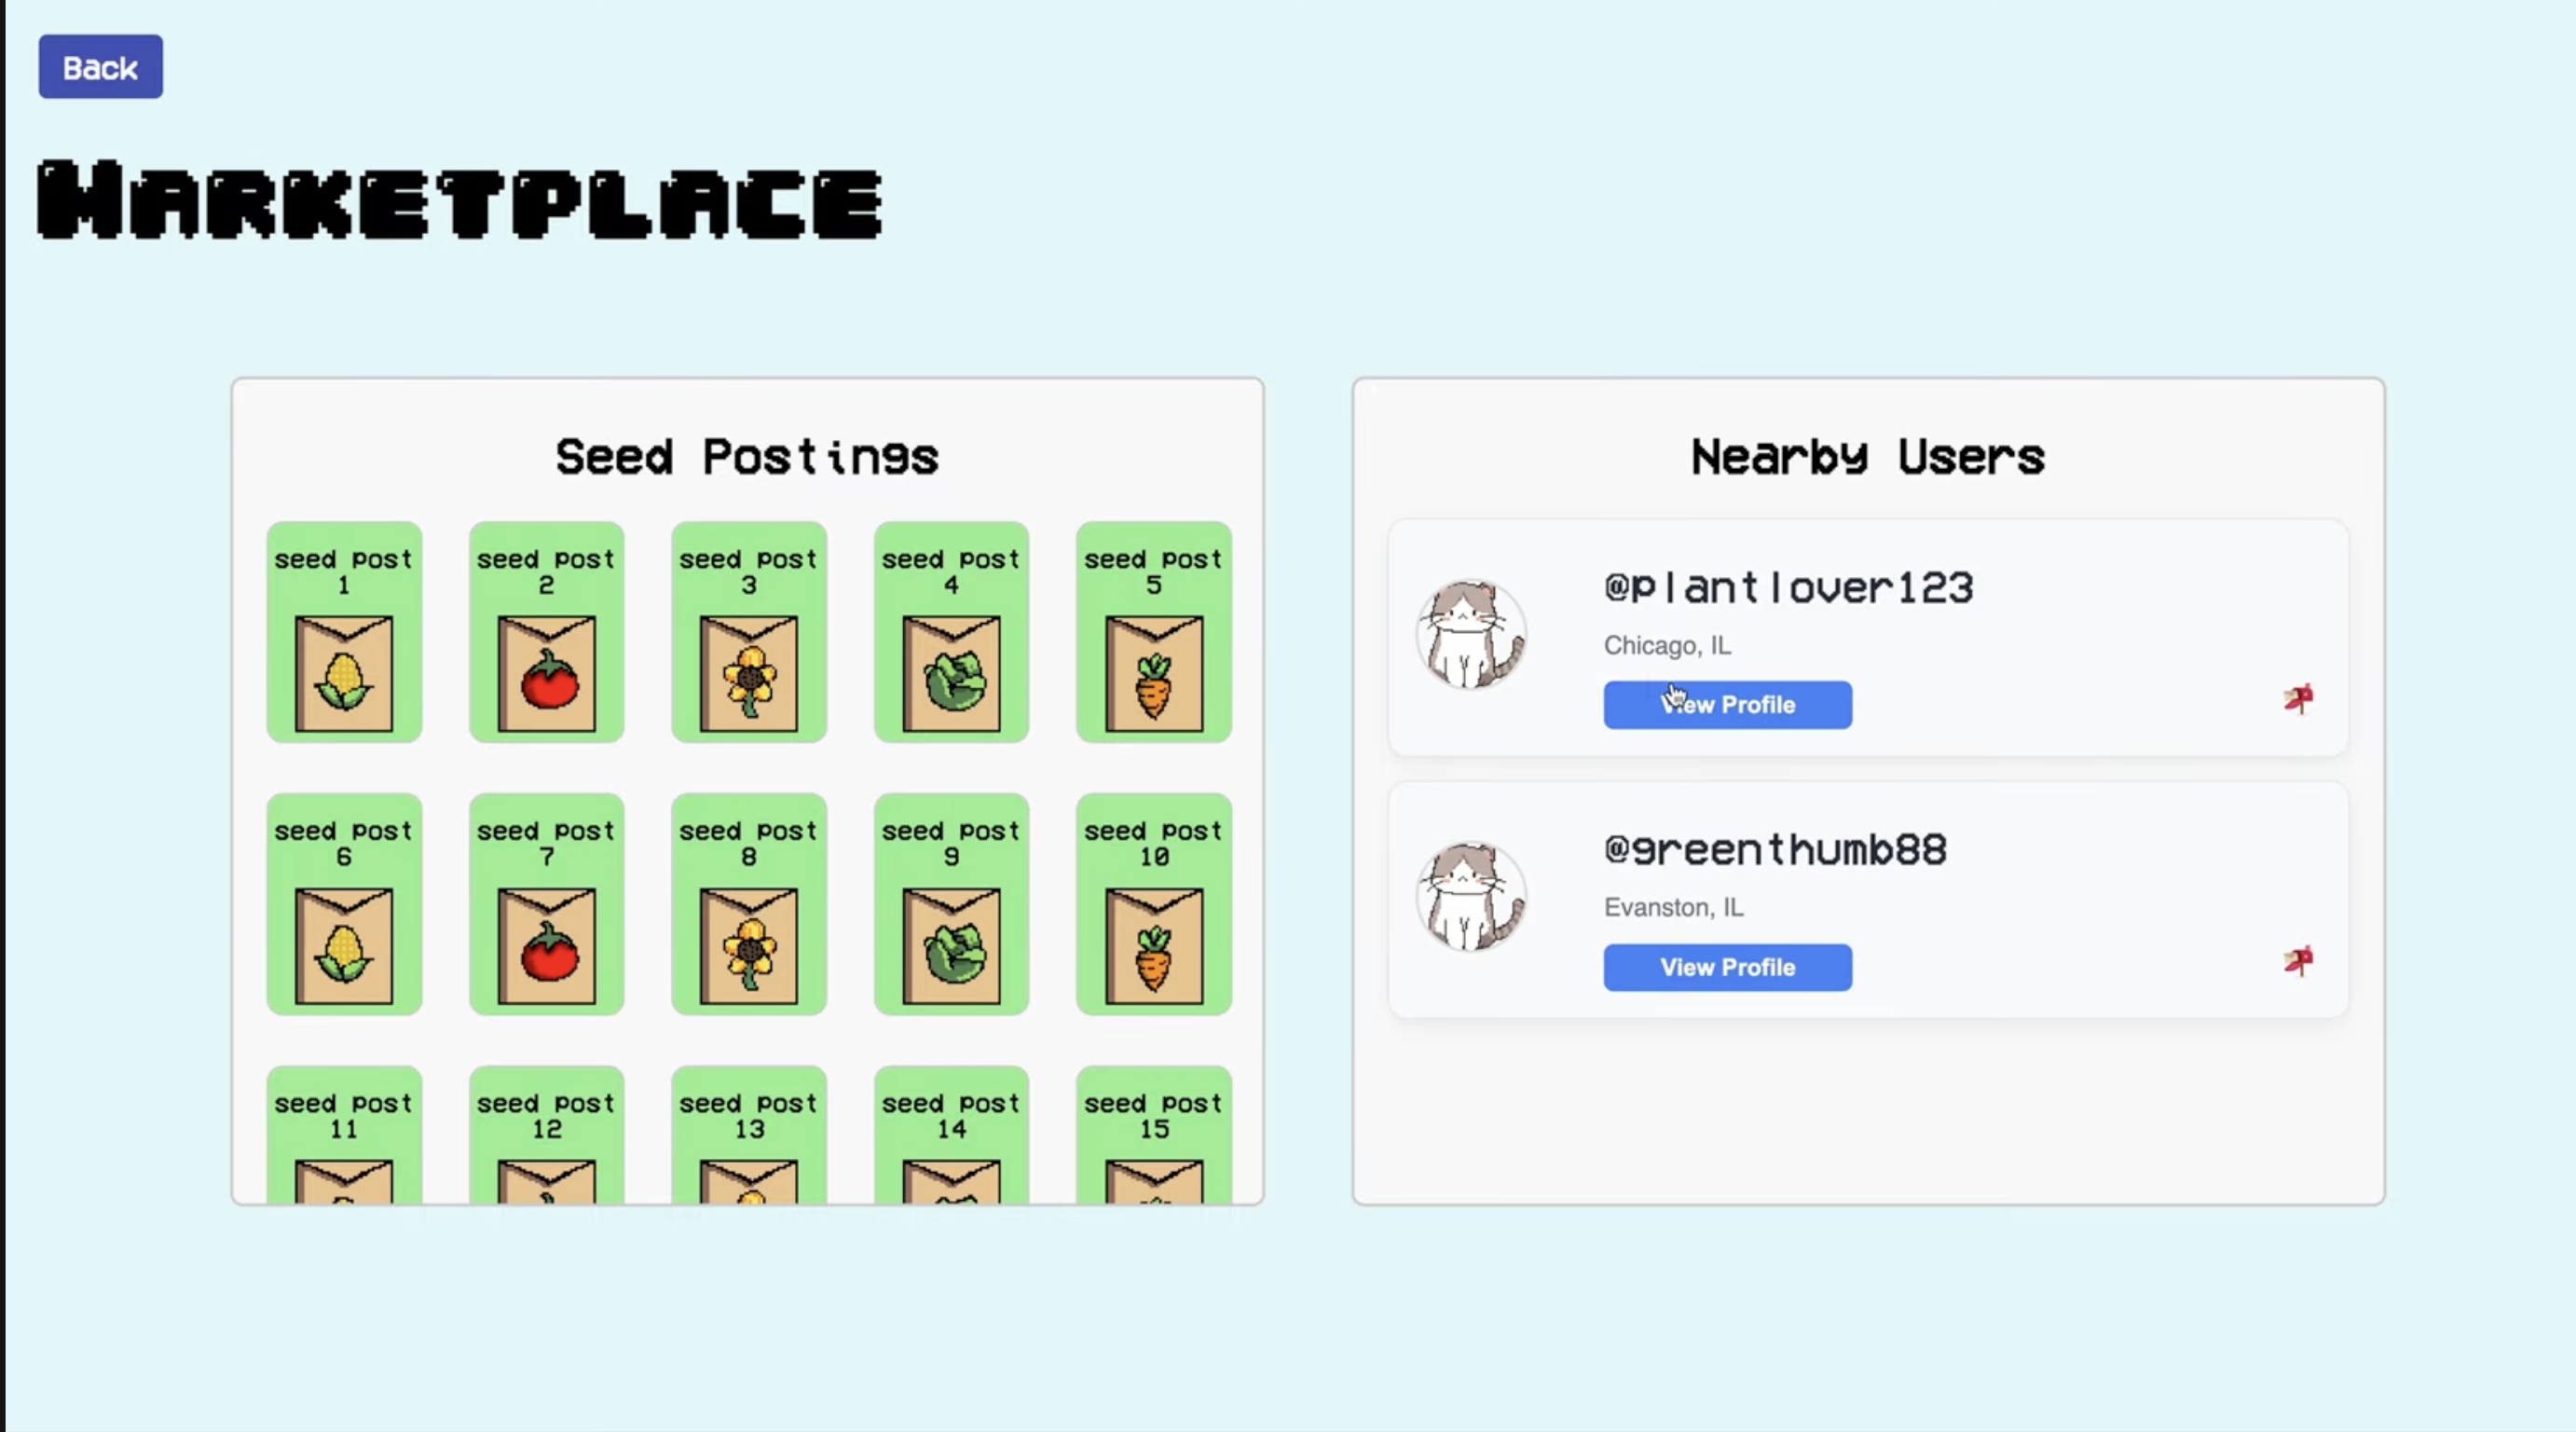 Back
Marketplace
Seed Postings
seed post
1
seed post
2
seed post
3
seed post
4
seed post
5
seed post
6
seed post
7
seed post
8
seed post
9
seed post
10
seed post
11
seed post
12
seed post
13
seed post
14
seed post
15
Nearby Users
@plantlover123
Chicago, IL
View Profile
@greenthumb88
Evanston, IL
View Profile